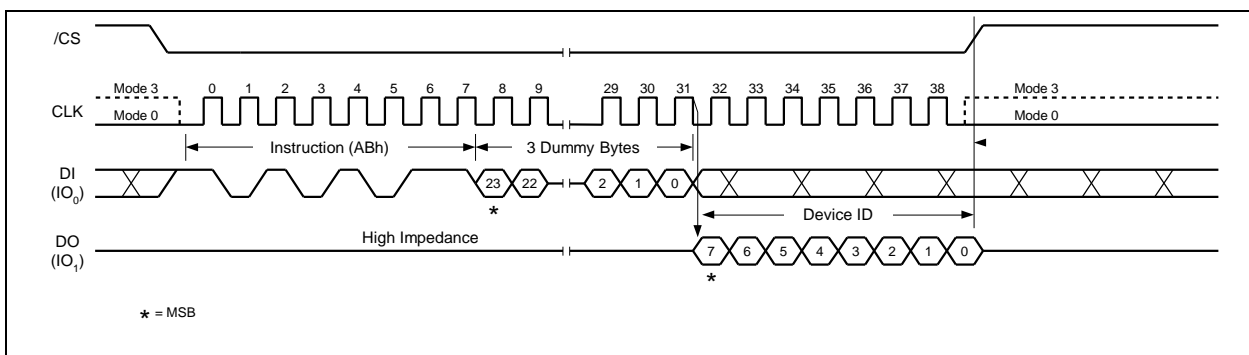 /CS
Mode 3 0 1 2 3 4 5 6 7 8 9 29 30 31 32 33 34 35 36 37 38 Mode 3
CLK
Mode 0 Mode 0
Instruction (ABh) 3 Dummy Bytes
DI
(IO0)
23 22 2 1 0
*
Device ID
High Impedance
DO
(IO1)
7 6 5 4 3 2 1 0
*
* = MSB